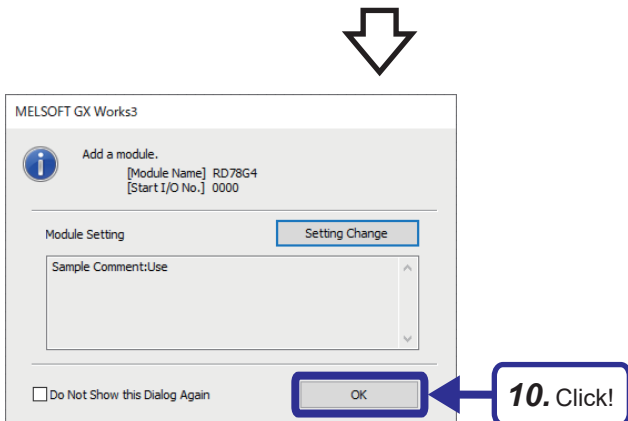 MELSOFT GX Works3
Add a module.
[Module Name] RD78G4
[Start I/O No.] 0000
Module Setting
Setting Change
Sample Comment:Use
Do Not Show this Dialog Again
OK
10. Click!